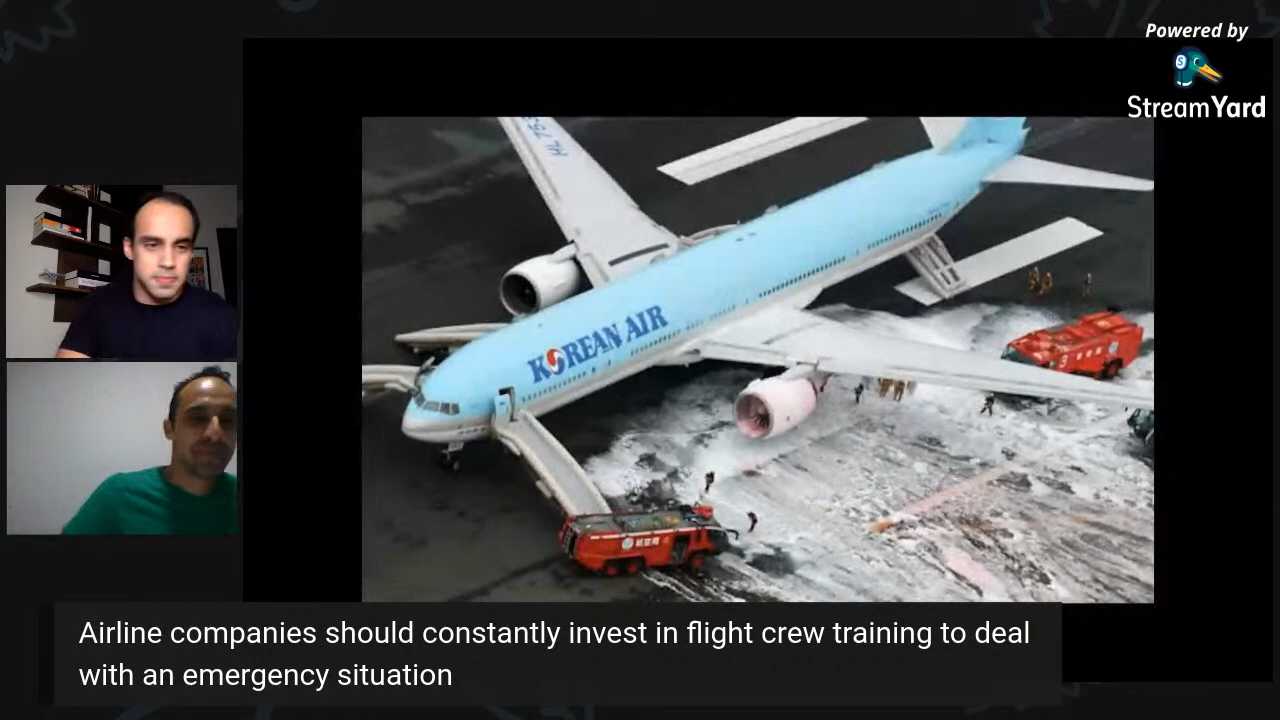 Powered by
StreamYard
HL753
KOREAN AIR
Airline companies should constantly invest in flight crew training to deal
with an emergency situation